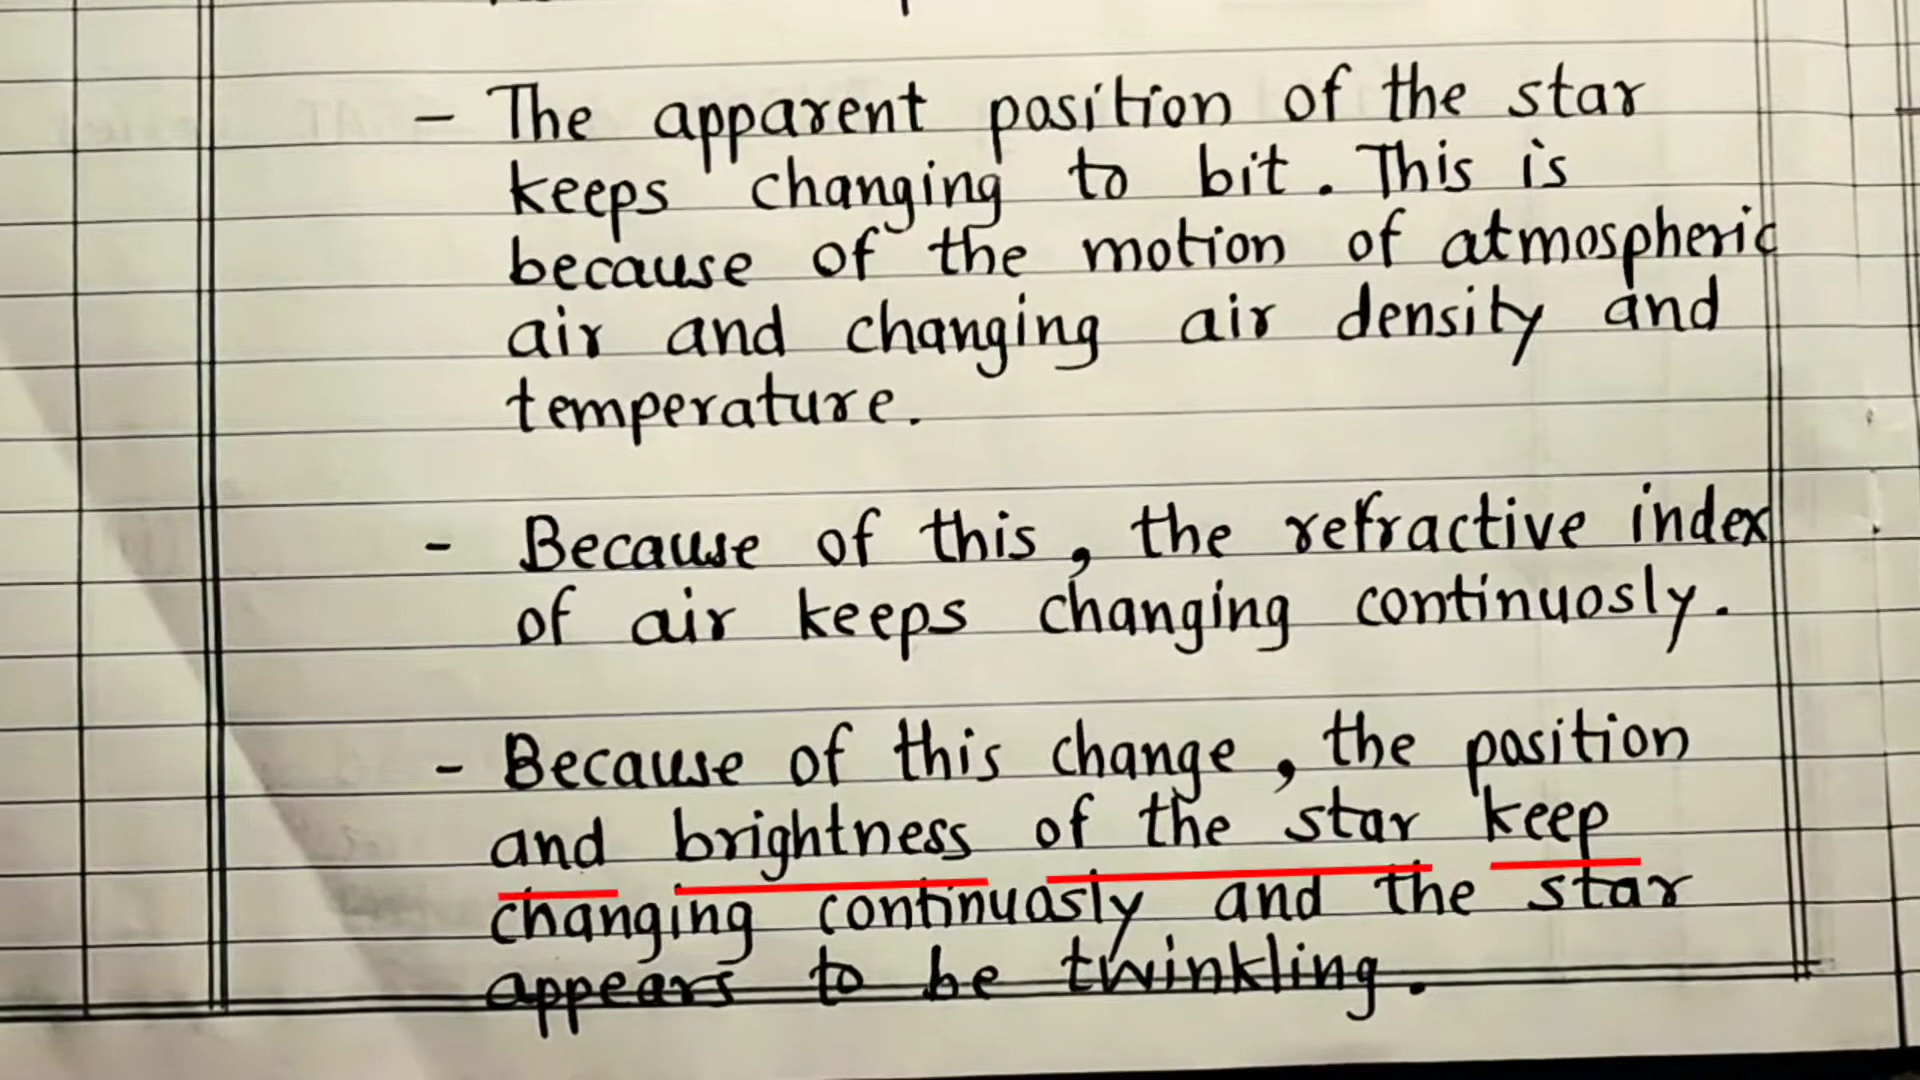 - The apparent position of the star
keeps changing to bit. This is
because of the motion of atmospheric
air and changing air density and
temperature.
- Because of this, the refractive index
of air keeps changing continuosly.
- Because of this change, the position
and brightness of the star keep
changing continuosly and the star
appears to be twinkling.